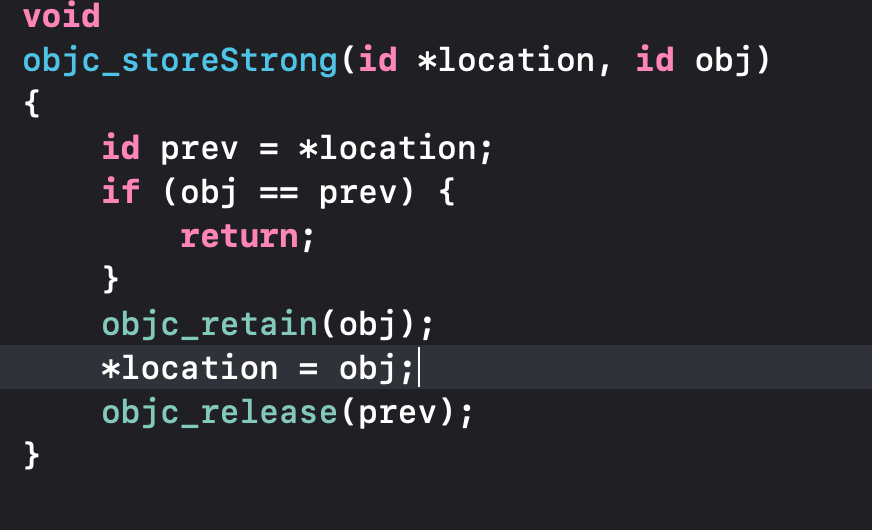 void
objc_storeStrong(id *location, id obj)
{
    id prev = *location;
    if (obj == prev) {
        return;
    }
    objc_retain(obj);
    *location = obj;
    objc_release(prev);
}